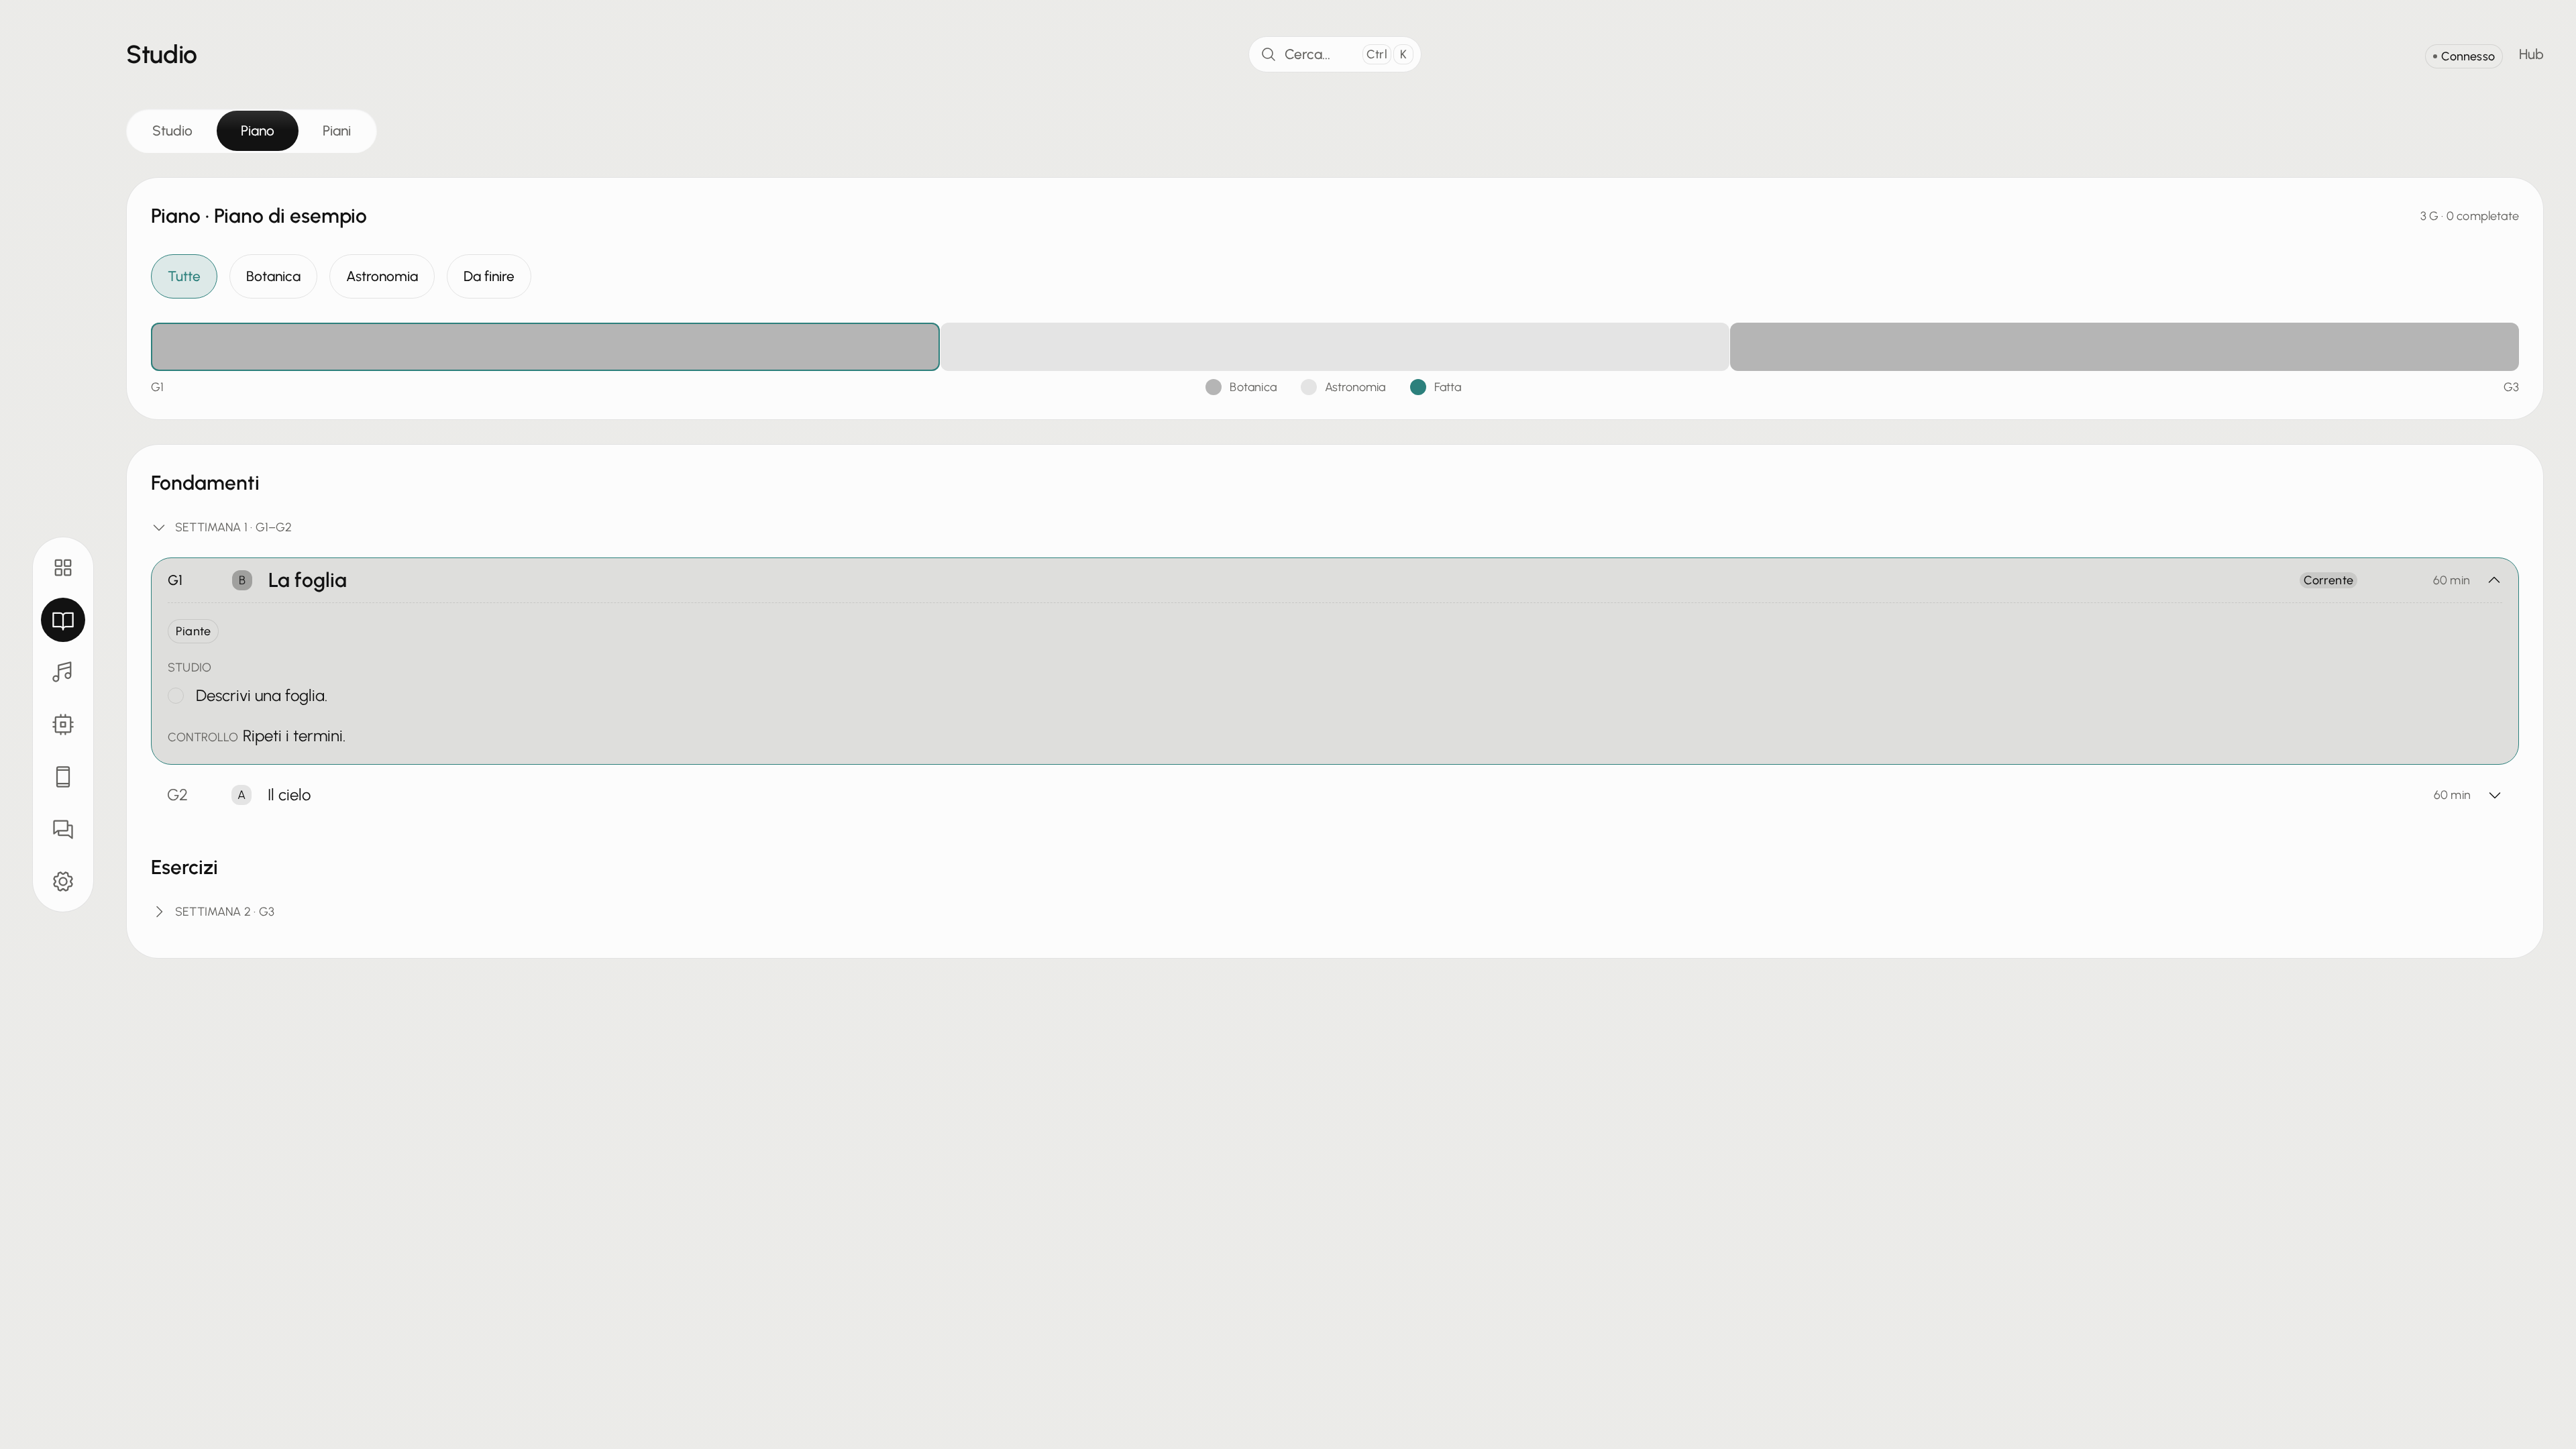 Studio
Cerca... Ctrl K
Connesso Hub
Studio Piano Piani
Piano · Piano di esempio
3 G · 0 completate
Tutte Botanica Astronomia Da finire
G1 Botanica Astronomia Fatta G3
Fondamenti
SETTIMANA 1 · G1–G2
G1 B La foglia Corrente 60 min
Piante
STUDIO
Descrivi una foglia.
CONTROLLO Ripeti i termini.
G2 A Il cielo 60 min
Esercizi
SETTIMANA 2 · G3